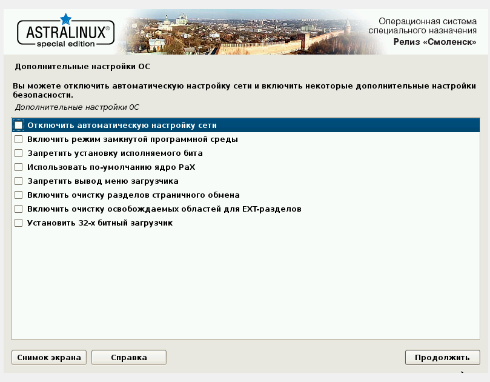 ASTRALINUX®
special edition
Операционная система
специального назначения
Релиз «Смоленск»
Дополнительные настройки ОС
Вы можете отключить автоматическую настройку сети и включить некоторые дополнительные настройки
безопасности.
Дополнительные настройки ОС
Отключить автоматическую настройку сети
Включить режим замкнутой программной среды
Запретить установку исполняемого бита
Использовать по-умолчанию ядро PaX
Запретить вывод меню загрузчика
Включить очистку разделов страничного обмена
Включить очистку освобождаемых областей для EXT-разделов
Установить 32-х битный загрузчик
Снимок экрана
Справка
Продолжить